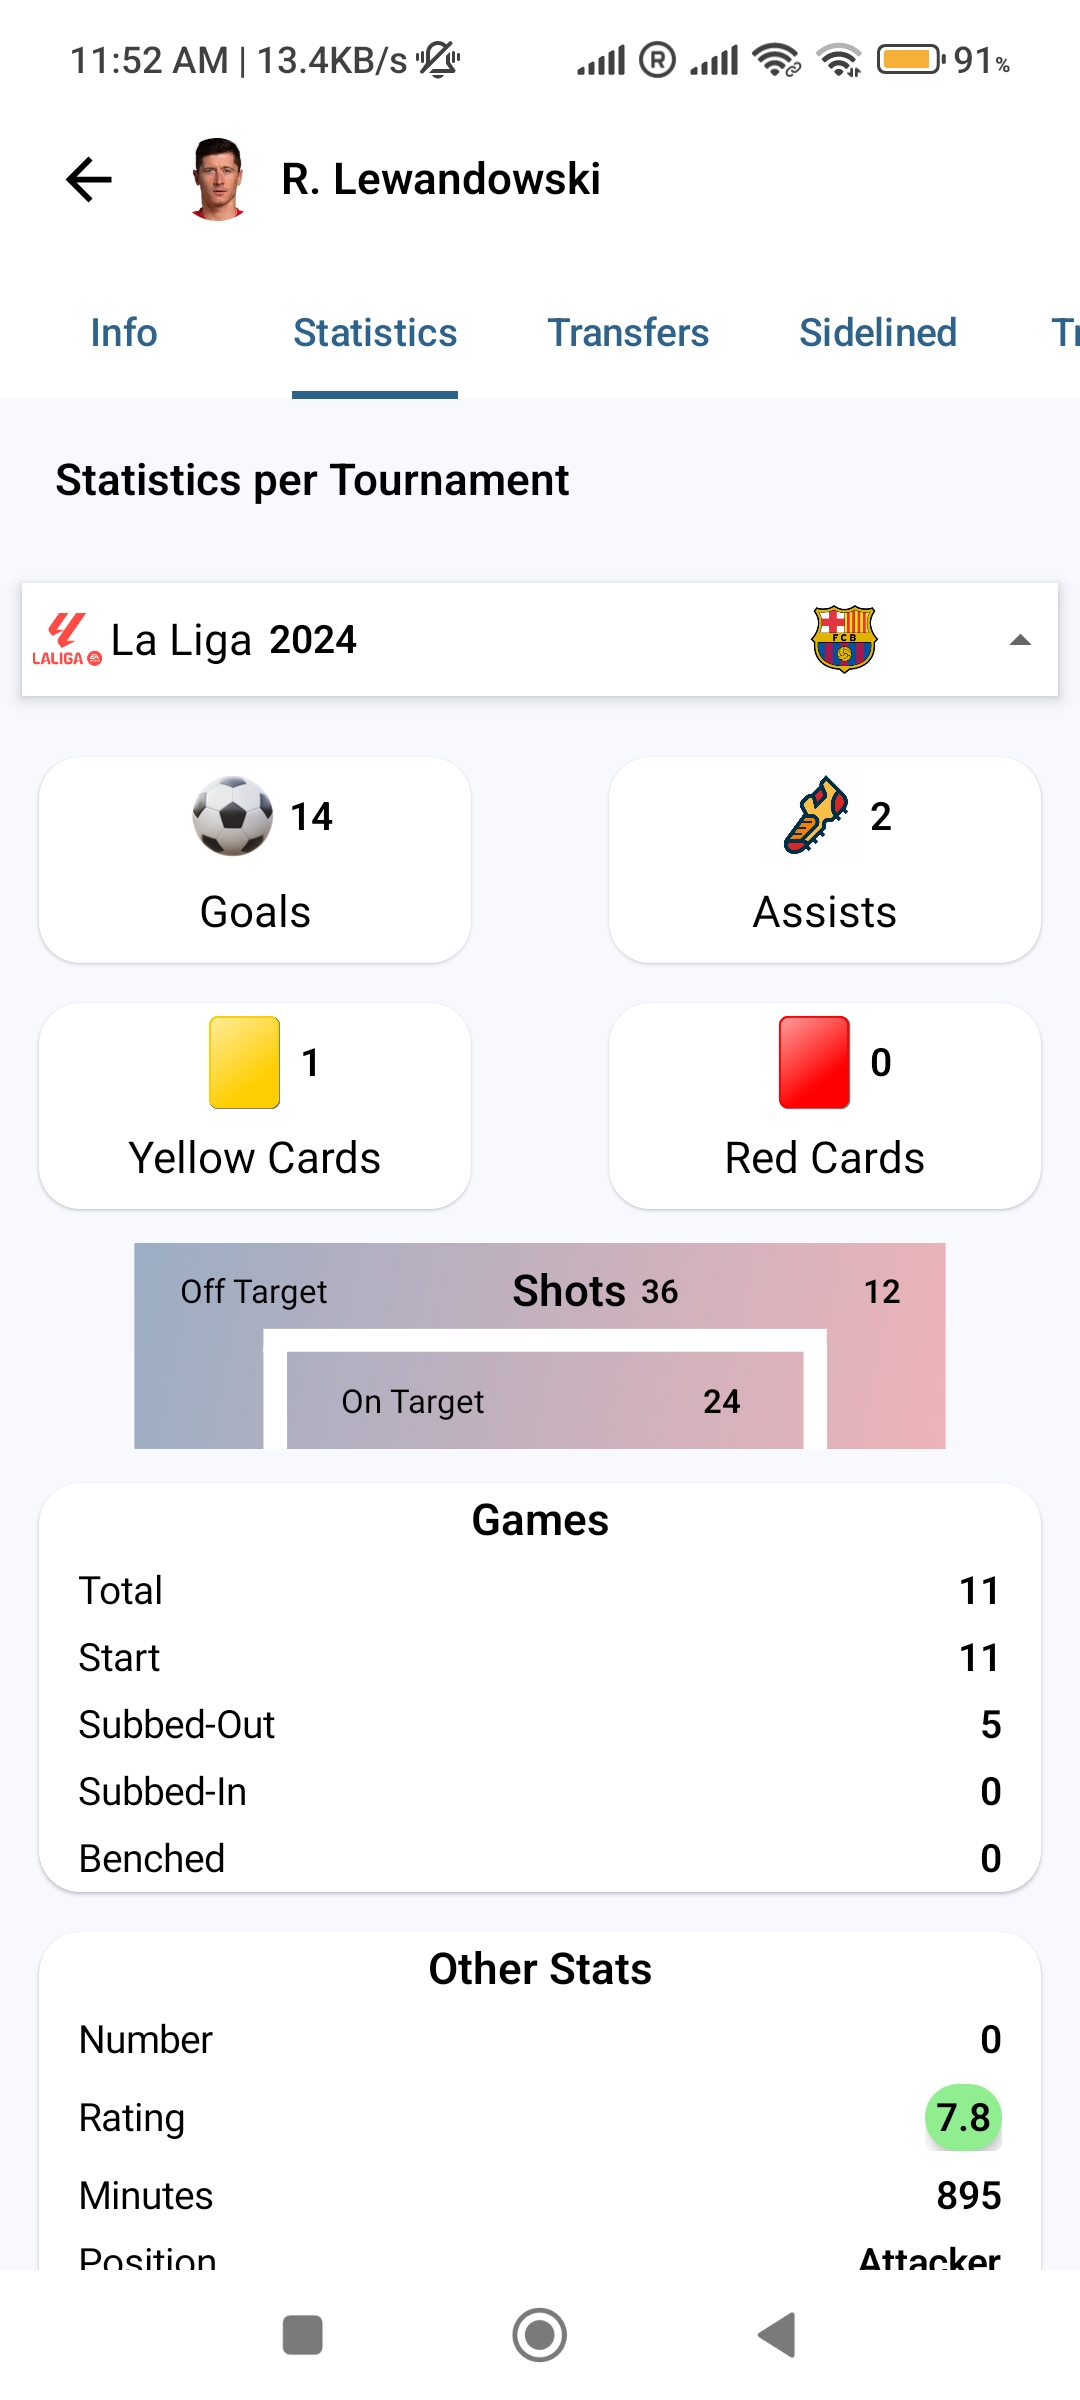 11:52 AM | 13.4KB/s R 91%
R. Lewandowski
Info Statistics Transfers Sidelined Tr
Statistics per Tournament
LALIGA La Liga 2024 FCB
14 2
Goals Assists
1 0
Yellow Cards Red Cards
Off Target Shots 36 12
On Target 24
Games
Total 11
Start 11
Subbed-Out 5
Subbed-In 0
Benched 0
Other Stats
Number 0
Rating 7.8
Minutes 895
Position Attacker